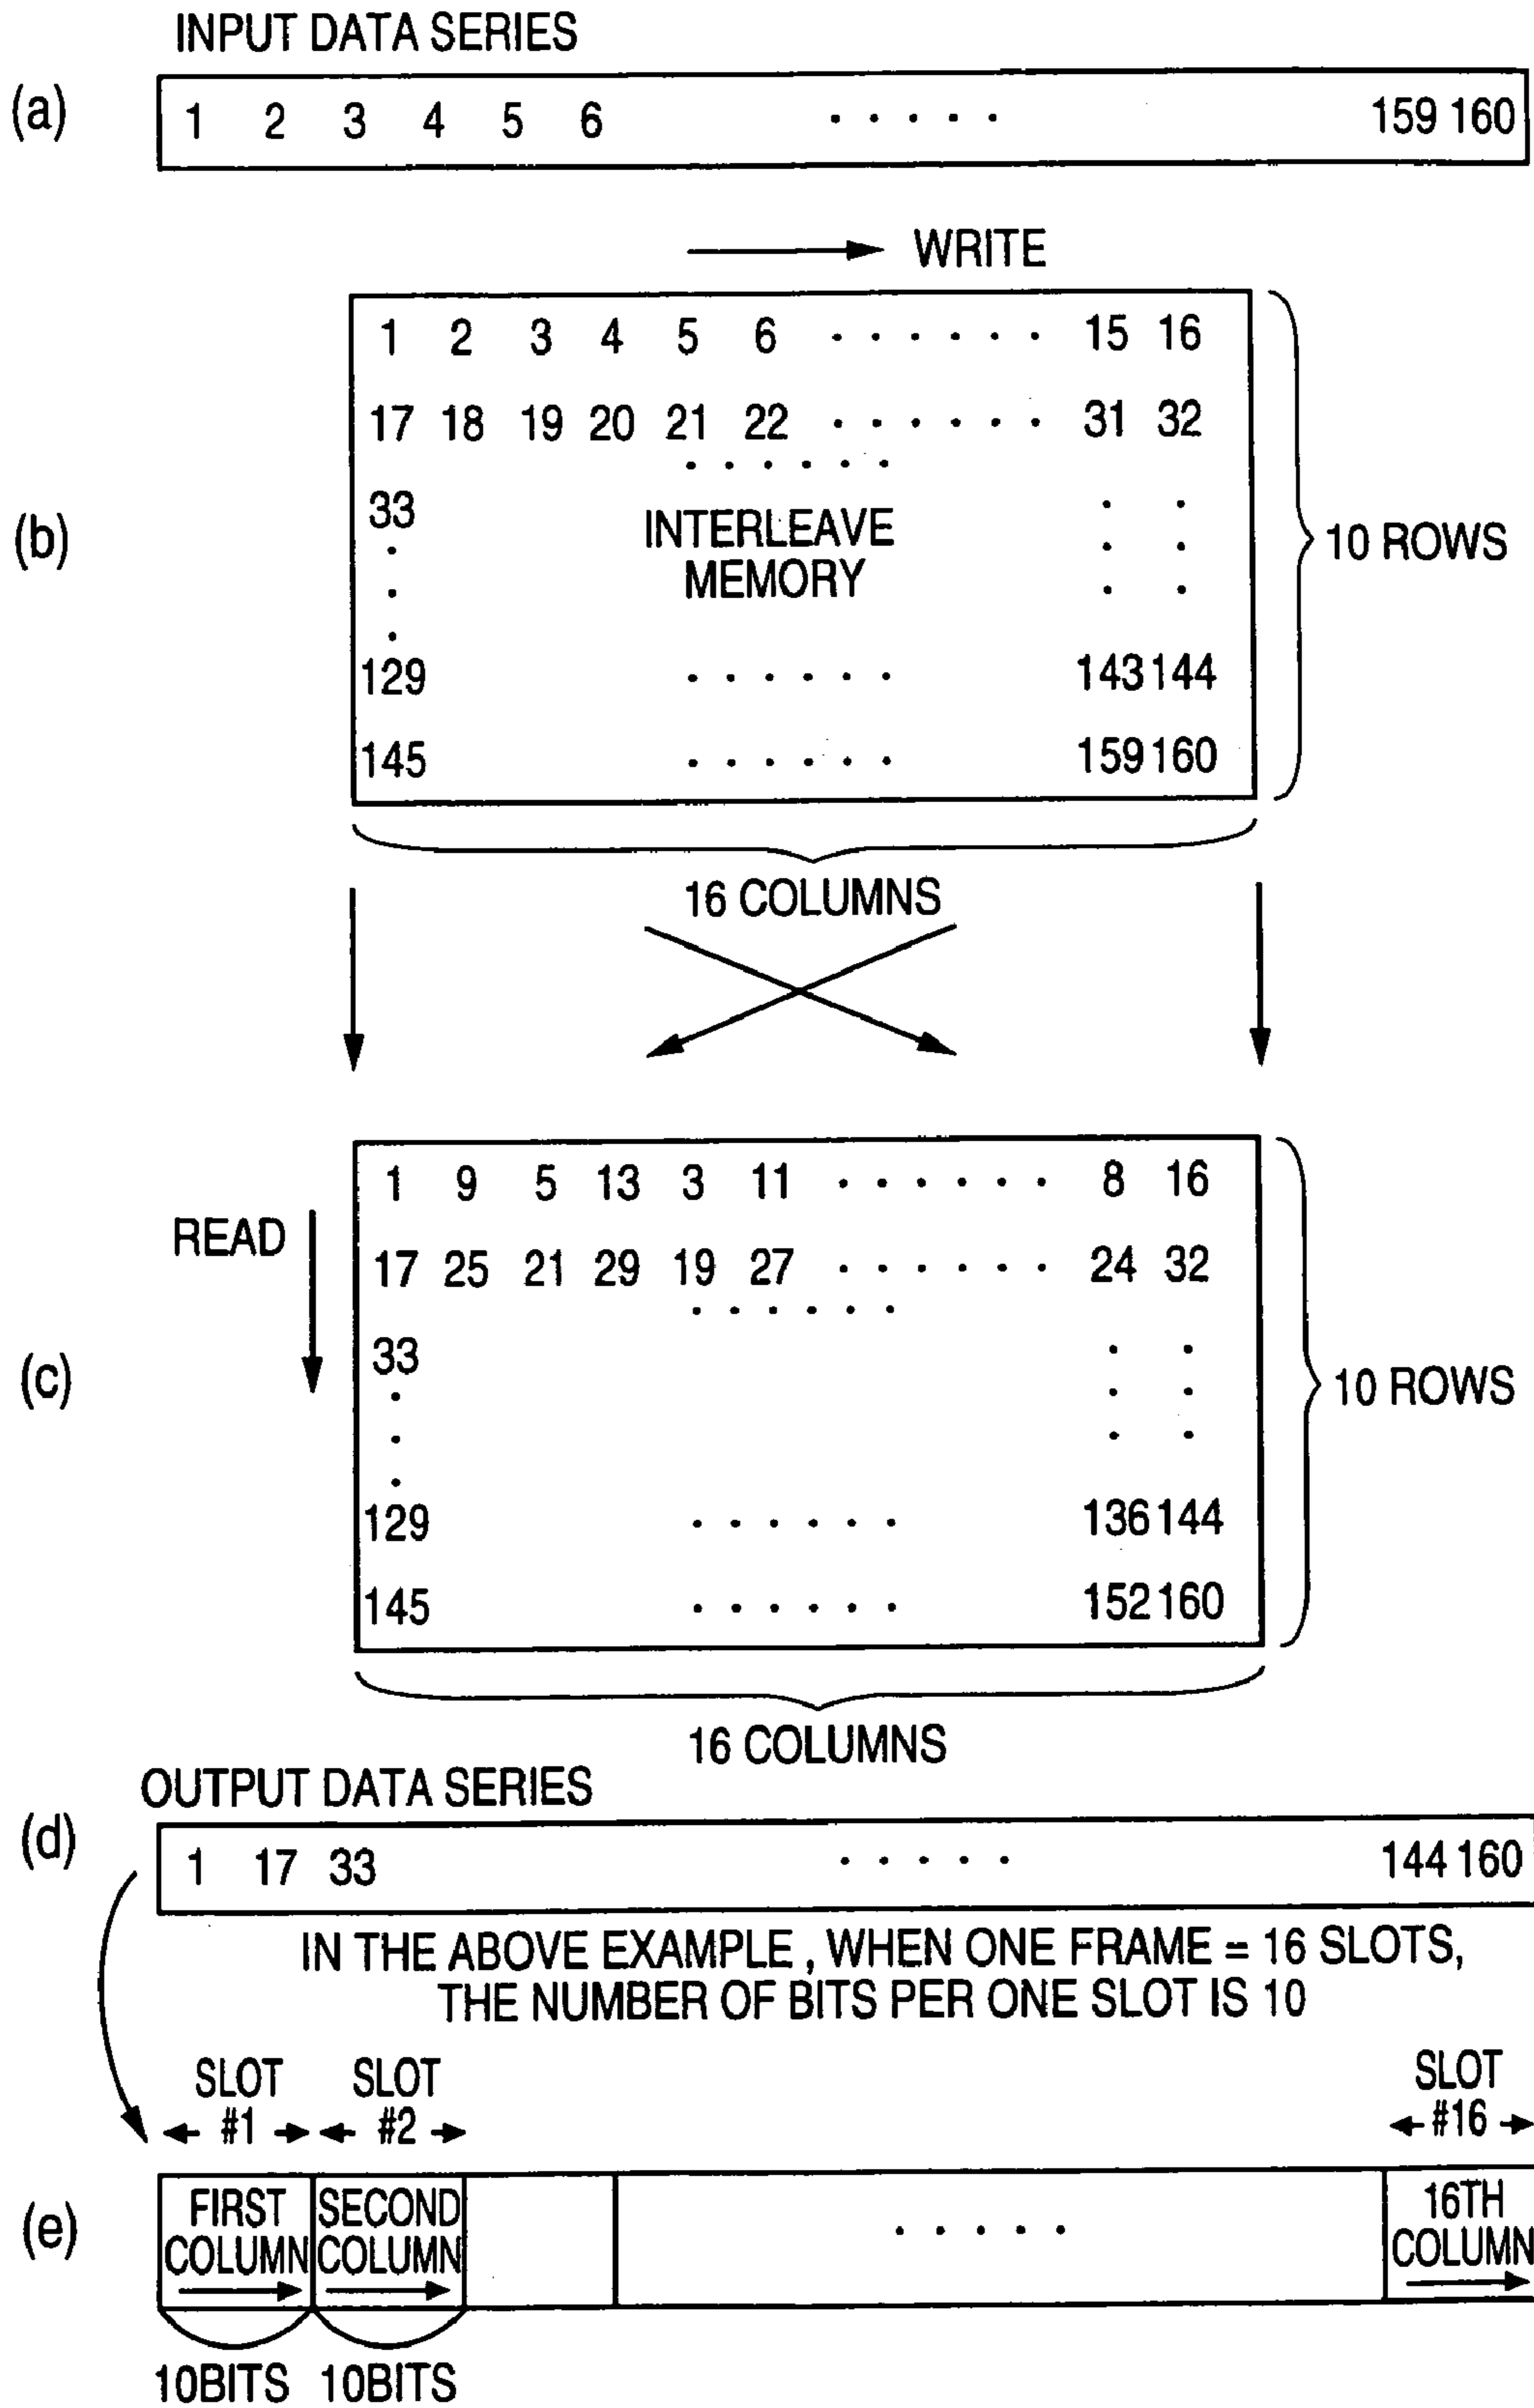 INPUT DATA SERIES
(a)
1 2 3 4 5 6 · · · · · 159 160
WRITE
(b)
1 2 3 4 5 6 · · · · · · 15 16
17 18 19 20 21 22 · · · · · · 31 32
· · · · · ·
33
INTERLEAVE
MEMORY
10 ROWS
129 · · · · · · 143 144
145 · · · · · · 159 160
16 COLUMNS
1 9 5 13 3 11 · · · · · · 8 16
READ
17 25 21 29 19 27 · · · · · · 24 32
· · · · · ·
33
(c)
10 ROWS
129 · · · · · · 136 144
145 · · · · · · 152 160
16 COLUMNS
OUTPUT DATA SERIES
(d)
1 17 33 · · · · · 144 160
IN THE ABOVE EXAMPLE, WHEN ONE FRAME = 16 SLOTS,
THE NUMBER OF BITS PER ONE SLOT IS 10
SLOT
#1
SLOT
#2
SLOT
#16
(e)
FIRST
COLUMN
SECOND
COLUMN
· · · · ·
16TH
COLUMN
10BITS 10BITS